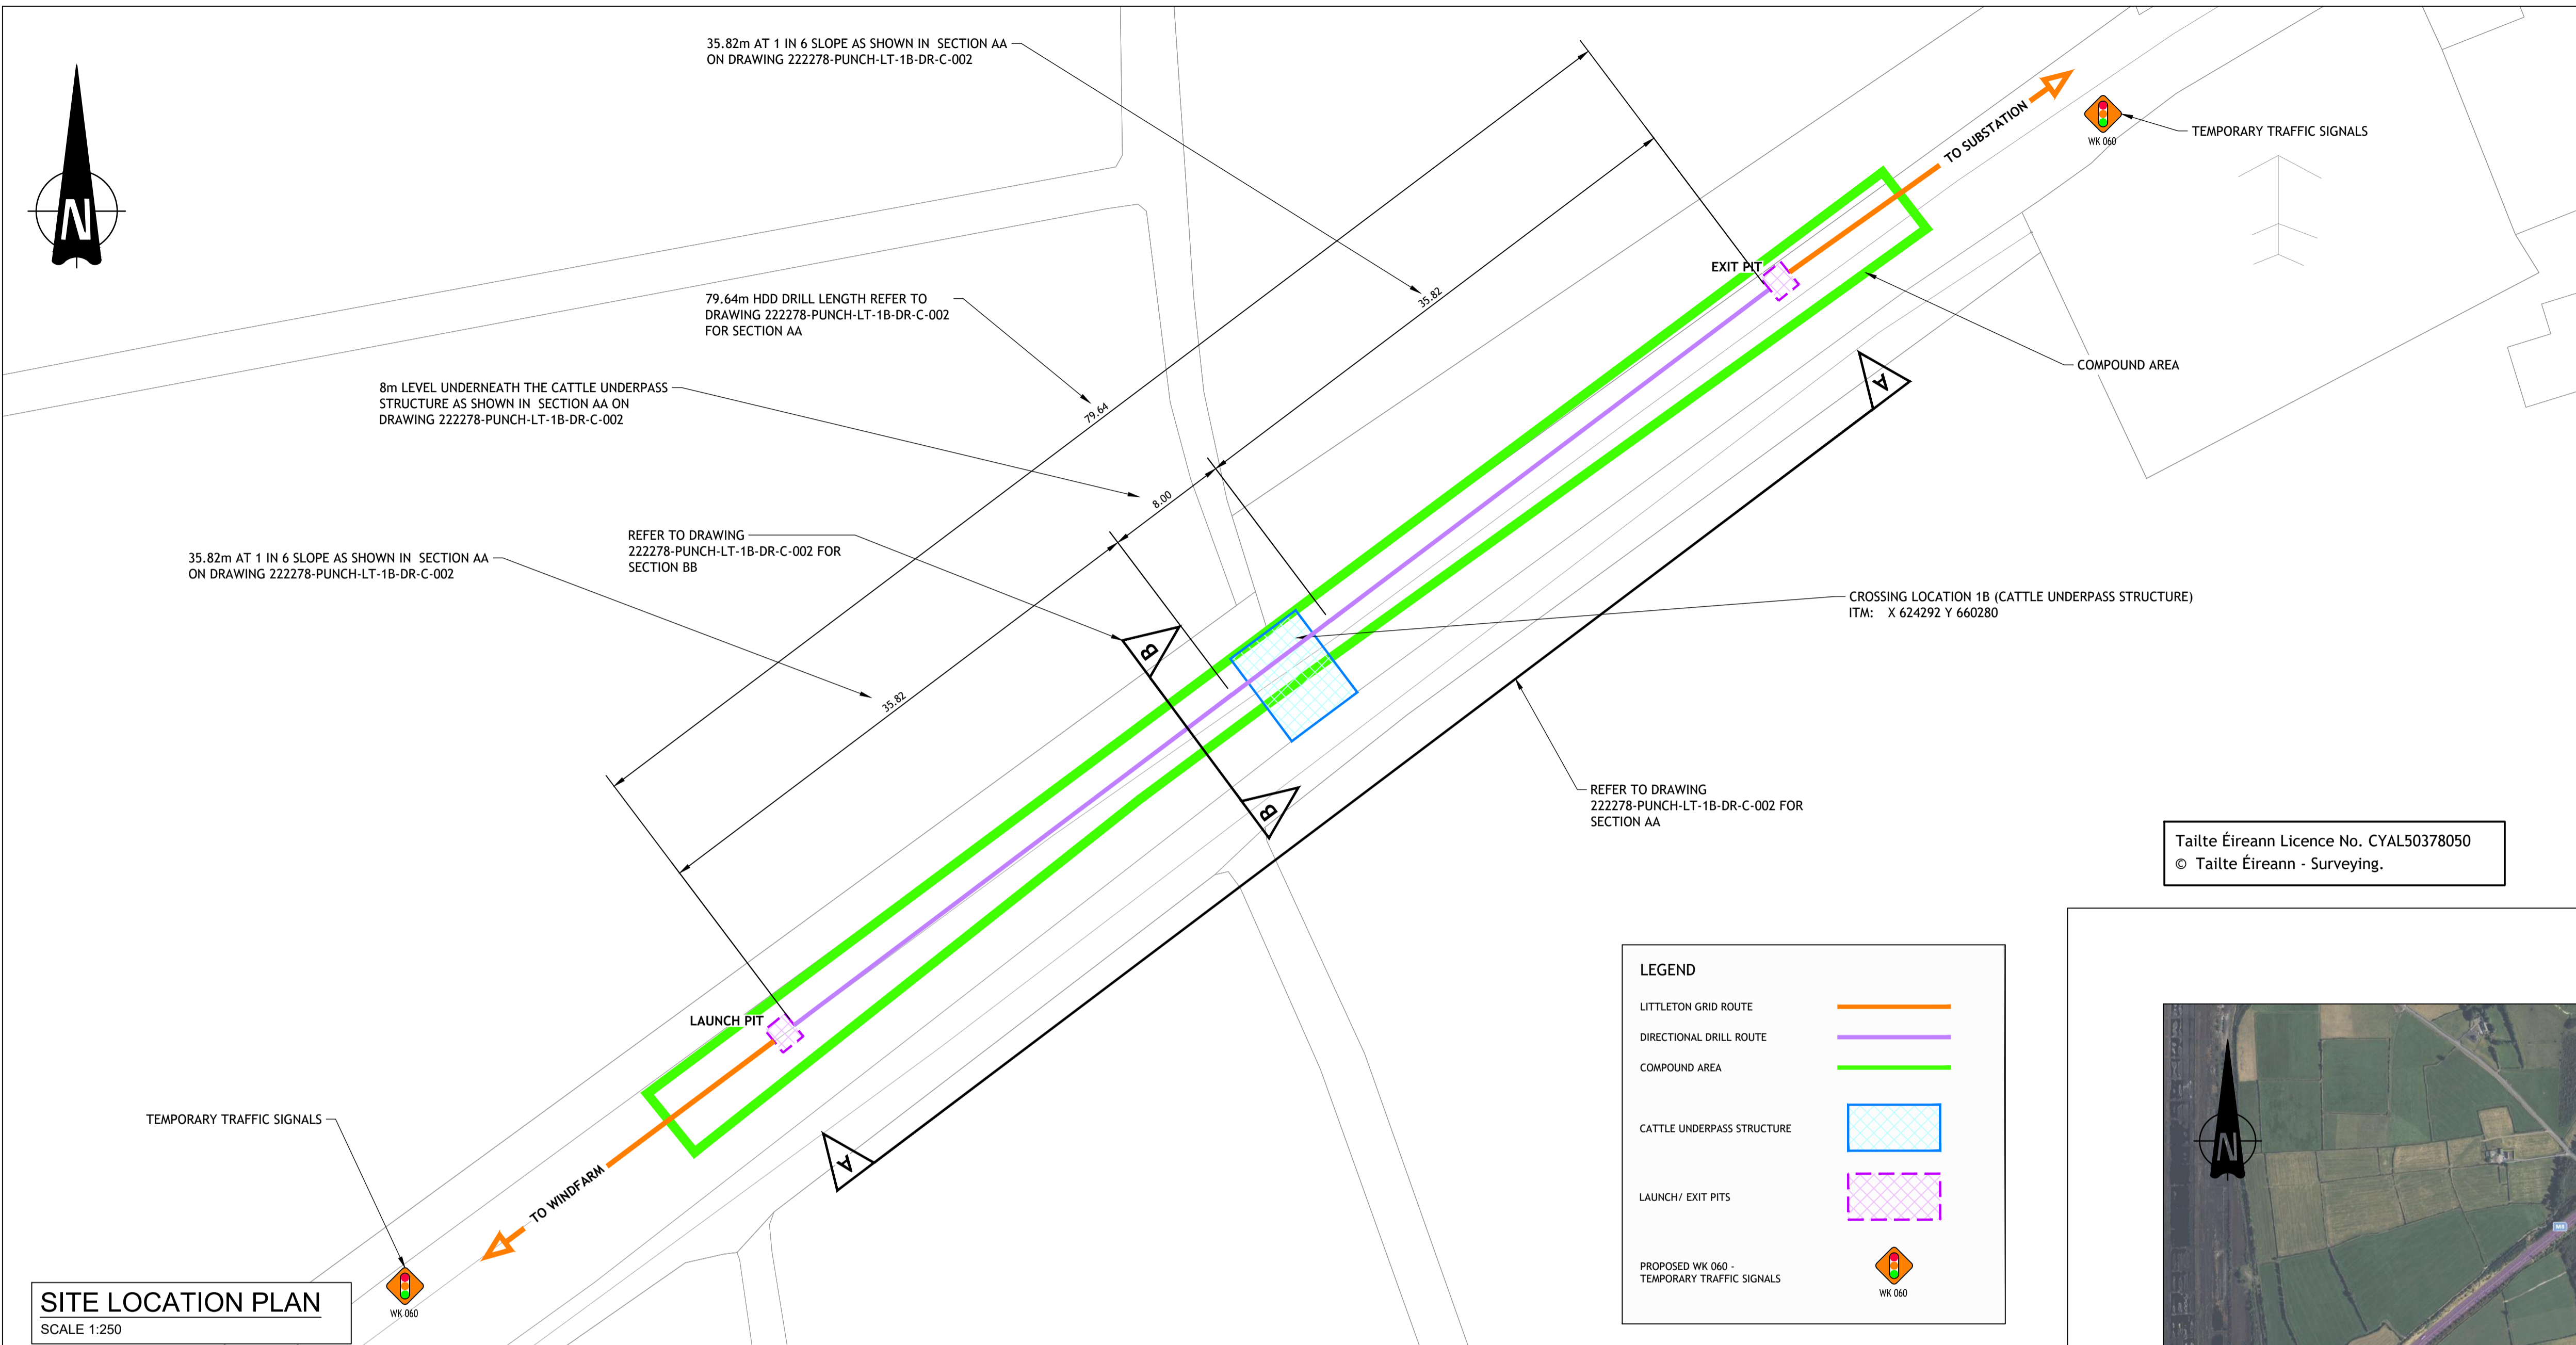 35.82m AT 1 IN 6 SLOPE AS SHOWN IN SECTION AA
ON DRAWING 222278-PUNCH-LT-1B-DR-C-002
N
TO SUBSTATION
WK 060
TEMPORARY TRAFFIC SIGNALS
EXIT PIT
35.82
79.64m HDD DRILL LENGTH REFER TO
DRAWING 222278-PUNCH-LT-1B-DR-C-002
FOR SECTION AA
COMPOUND AREA
A
8m LEVEL UNDERNEATH THE CATTLE UNDERPASS
STRUCTURE AS SHOWN IN SECTION AA ON
DRAWING 222278-PUNCH-LT-1B-DR-C-002
79.64
8.00
REFER TO DRAWING
222278-PUNCH-LT-1B-DR-C-002 FOR
SECTION BB
35.82m AT 1 IN 6 SLOPE AS SHOWN IN SECTION AA
ON DRAWING 222278-PUNCH-LT-1B-DR-C-002
CROSSING LOCATION 1B (CATTLE UNDERPASS STRUCTURE)
ITM: X 624292 Y 660280
B
35.82
B
REFER TO DRAWING
222278-PUNCH-LT-1B-DR-C-002 FOR
SECTION AA
Tailte Éireann Licence No. CYAL50378050
© Tailte Éireann - Surveying.
LAUNCH PIT
TEMPORARY TRAFFIC SIGNALS
A
TO WINDFARM
WK 060
SITE LOCATION PLAN
SCALE 1:250
LEGEND
LITTLETON GRID ROUTE
DIRECTIONAL DRILL ROUTE
COMPOUND AREA
CATTLE UNDERPASS STRUCTURE
LAUNCH/ EXIT PITS
PROPOSED WK 060 -
TEMPORARY TRAFFIC SIGNALS
WK 060
N
M8